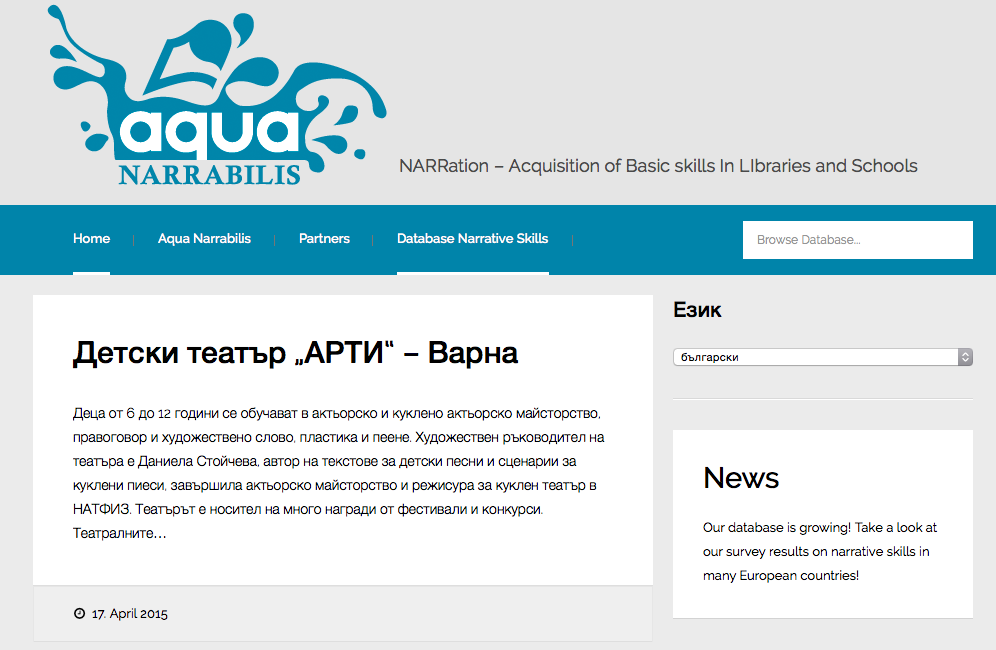 aqua
NARRABILIS
NARRation – Acquisition of Basic skills In LIbraries and Schools
Home
Aqua Narrabilis
Partners
Database Narrative Skills
Browse Database...
Детски театър „АРТИ“ – Варна
Деца от 6 до 12 години се обучават в актьорско и куклено актьорско майсторство,
правоговор и художествено слово, пластика и пеене. Художествен ръководител на
театъра е Даниела Стойчева, автор на текстове за детски песни и сценарии за
куклени пиеси, завършила актьорско майсторство и режисура за куклен театър в
НАТФИЗ. Театърът е носител на много награди от фестивали и конкурси.
Театралните…
17. April 2015
Език
български
News
Our database is growing! Take a look at
our survey results on narrative skills in
many European countries!